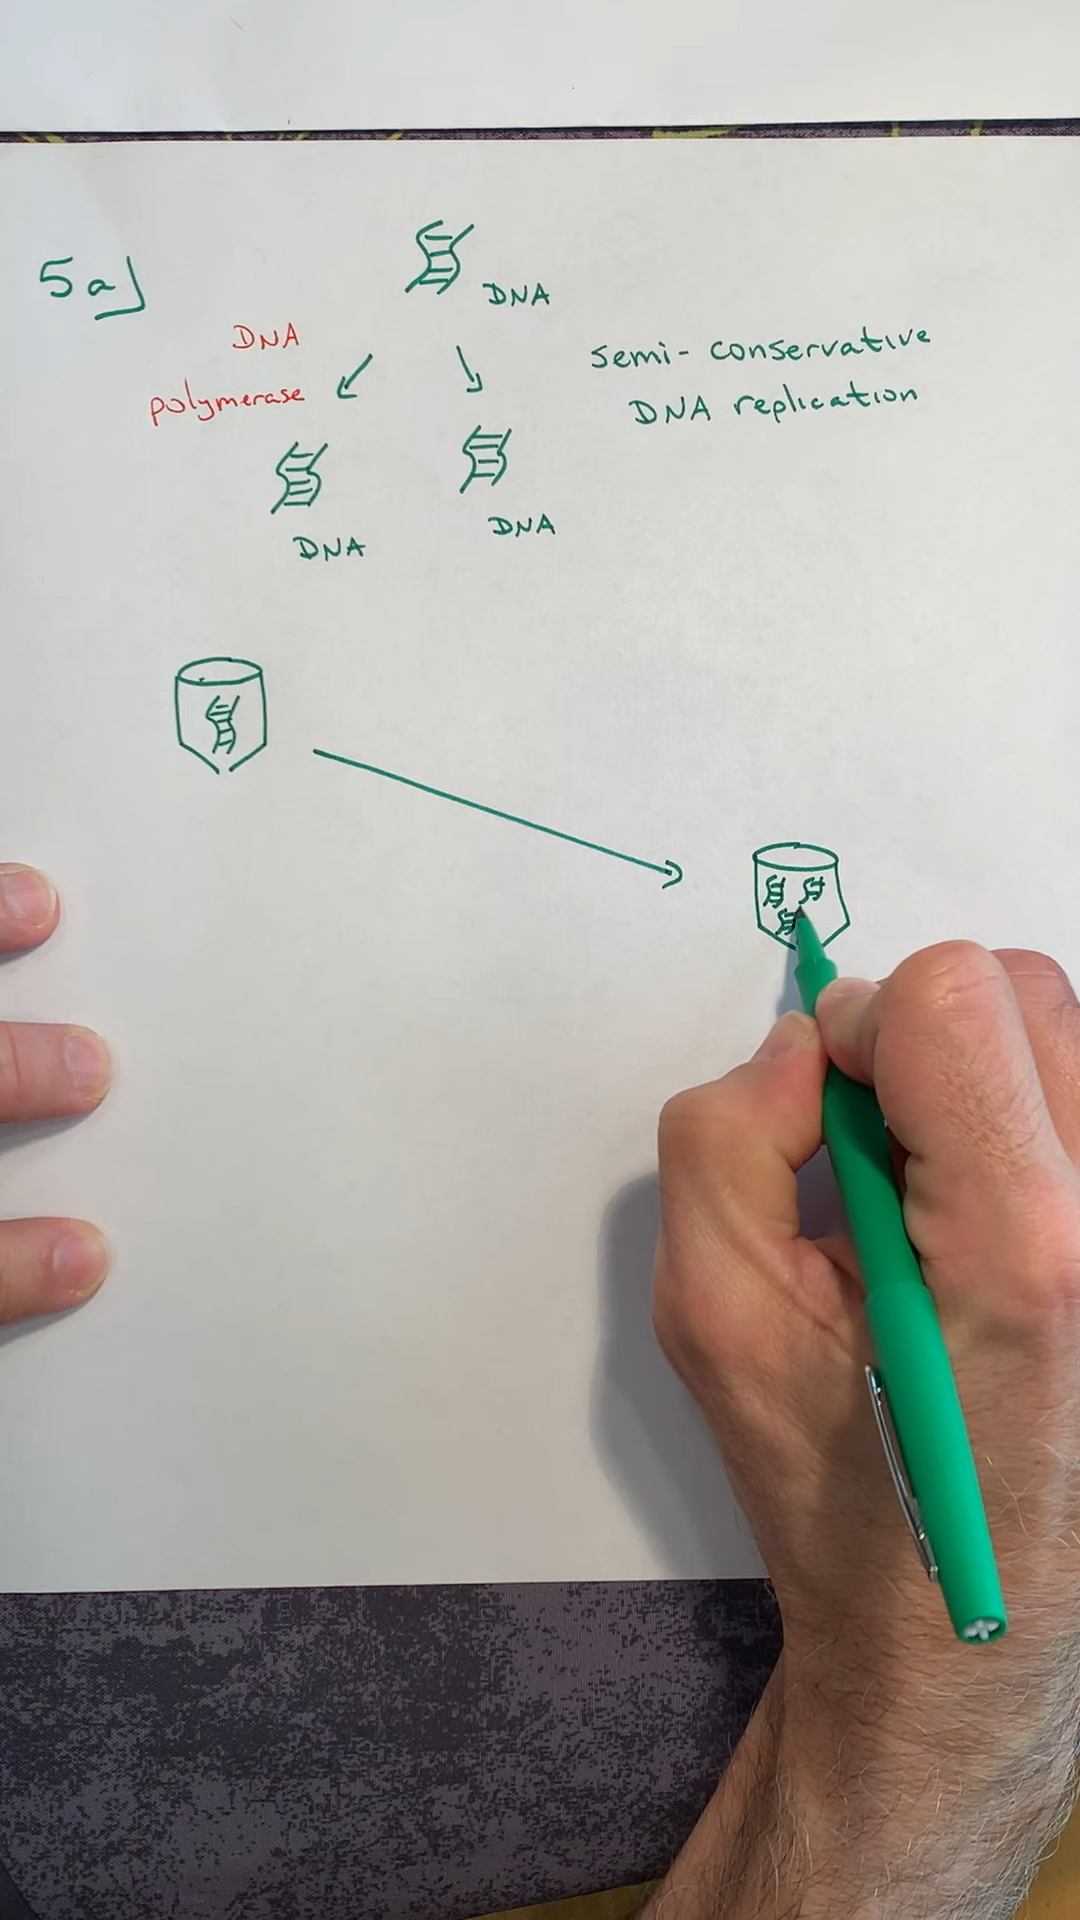 5a)
DNA
DNA
polymerase
semi- conservative
DNA replication
DNA
DNA